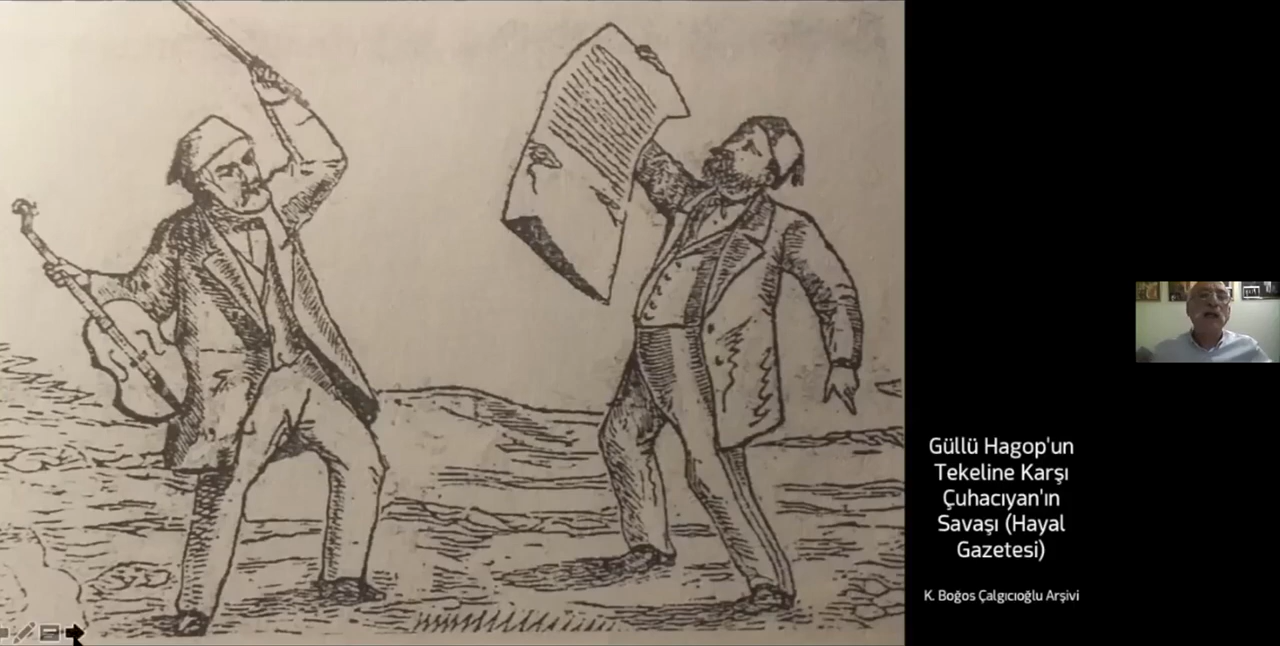 Güllü Hagop'un
Tekeline Karşı
Çuhacıyan'ın
Savaşı (Hayal
Gazetesi)
K. Boğos Çalgıcıoğlu Arşivi